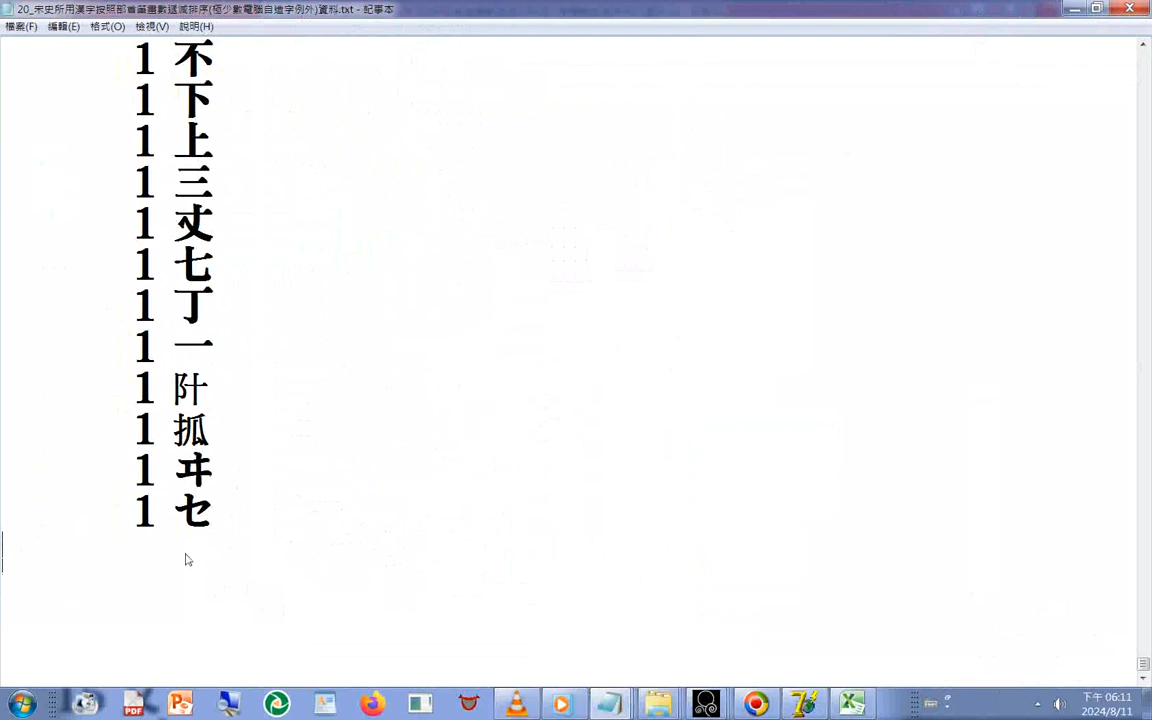 20_宋史所用漢字按照部首筆畫數遞減排序(極少數電腦自造字例外)資料.txt - 記事本
檔案(F) 編輯(E) 格式(O) 檢視(V) 說明(H)
1 不
1 下
1 上
1 三
1 丈
1 七
1 丁
1 一
1 阩
1 抓
1 ヰ
1 セ
PDF
下午 06:11
2024/8/11